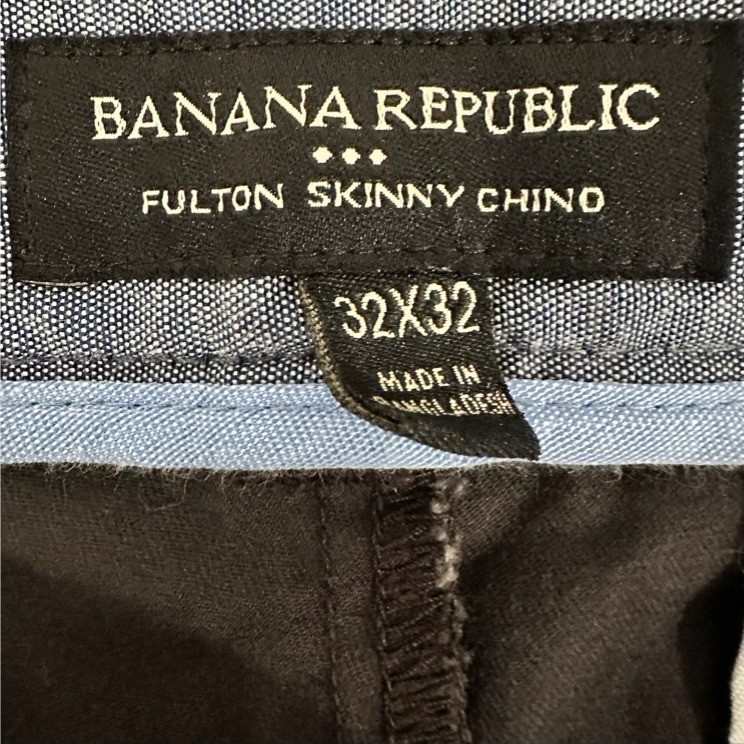 BANANA REPUBLIC
FULTON SKINNY CHINO
32X32
MADE IN
BANGLADESH